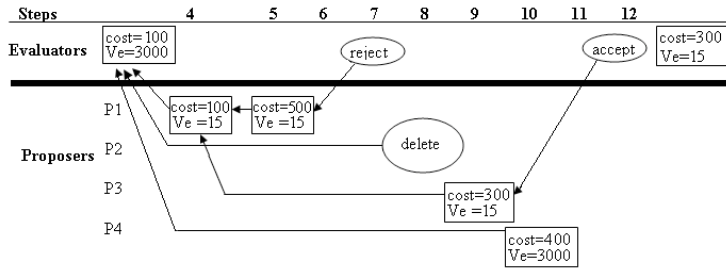 Steps 4 5 6 7 8 9 10 11 12
Evaluators
cost=100
Ve=3000
reject
accept
cost=300
Ve=15
P1
cost=100
Ve =15
cost=500
Ve =15
P2
delete
Proposers
P3
cost=300
Ve =15
P4
cost=400
Ve=3000